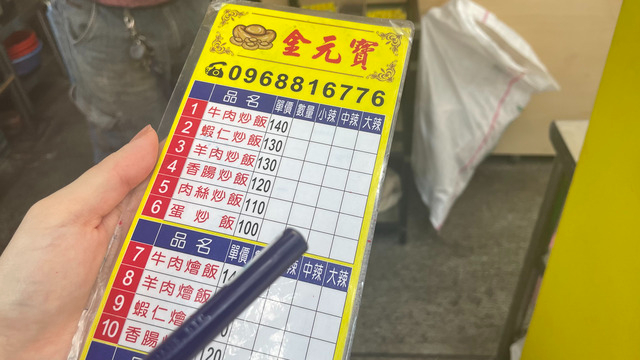 金元寶
☎0968816776
品名 單價 數量 小辣 中辣 大辣
1 牛肉炒飯 140
2 蝦仁炒飯 130
3 羊肉炒飯 130
4 香腸炒飯 120
5 肉絲炒飯 110
6 蛋炒飯 100
品名 單價 中辣 大辣
7 牛肉燴飯
8 羊肉燴飯
9 蝦仁燴
10 香腸燴 120